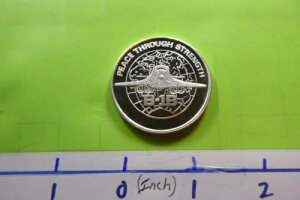 PEACE THROUGH STRENGTH
B-1B
(Inch)
1 0 1 2